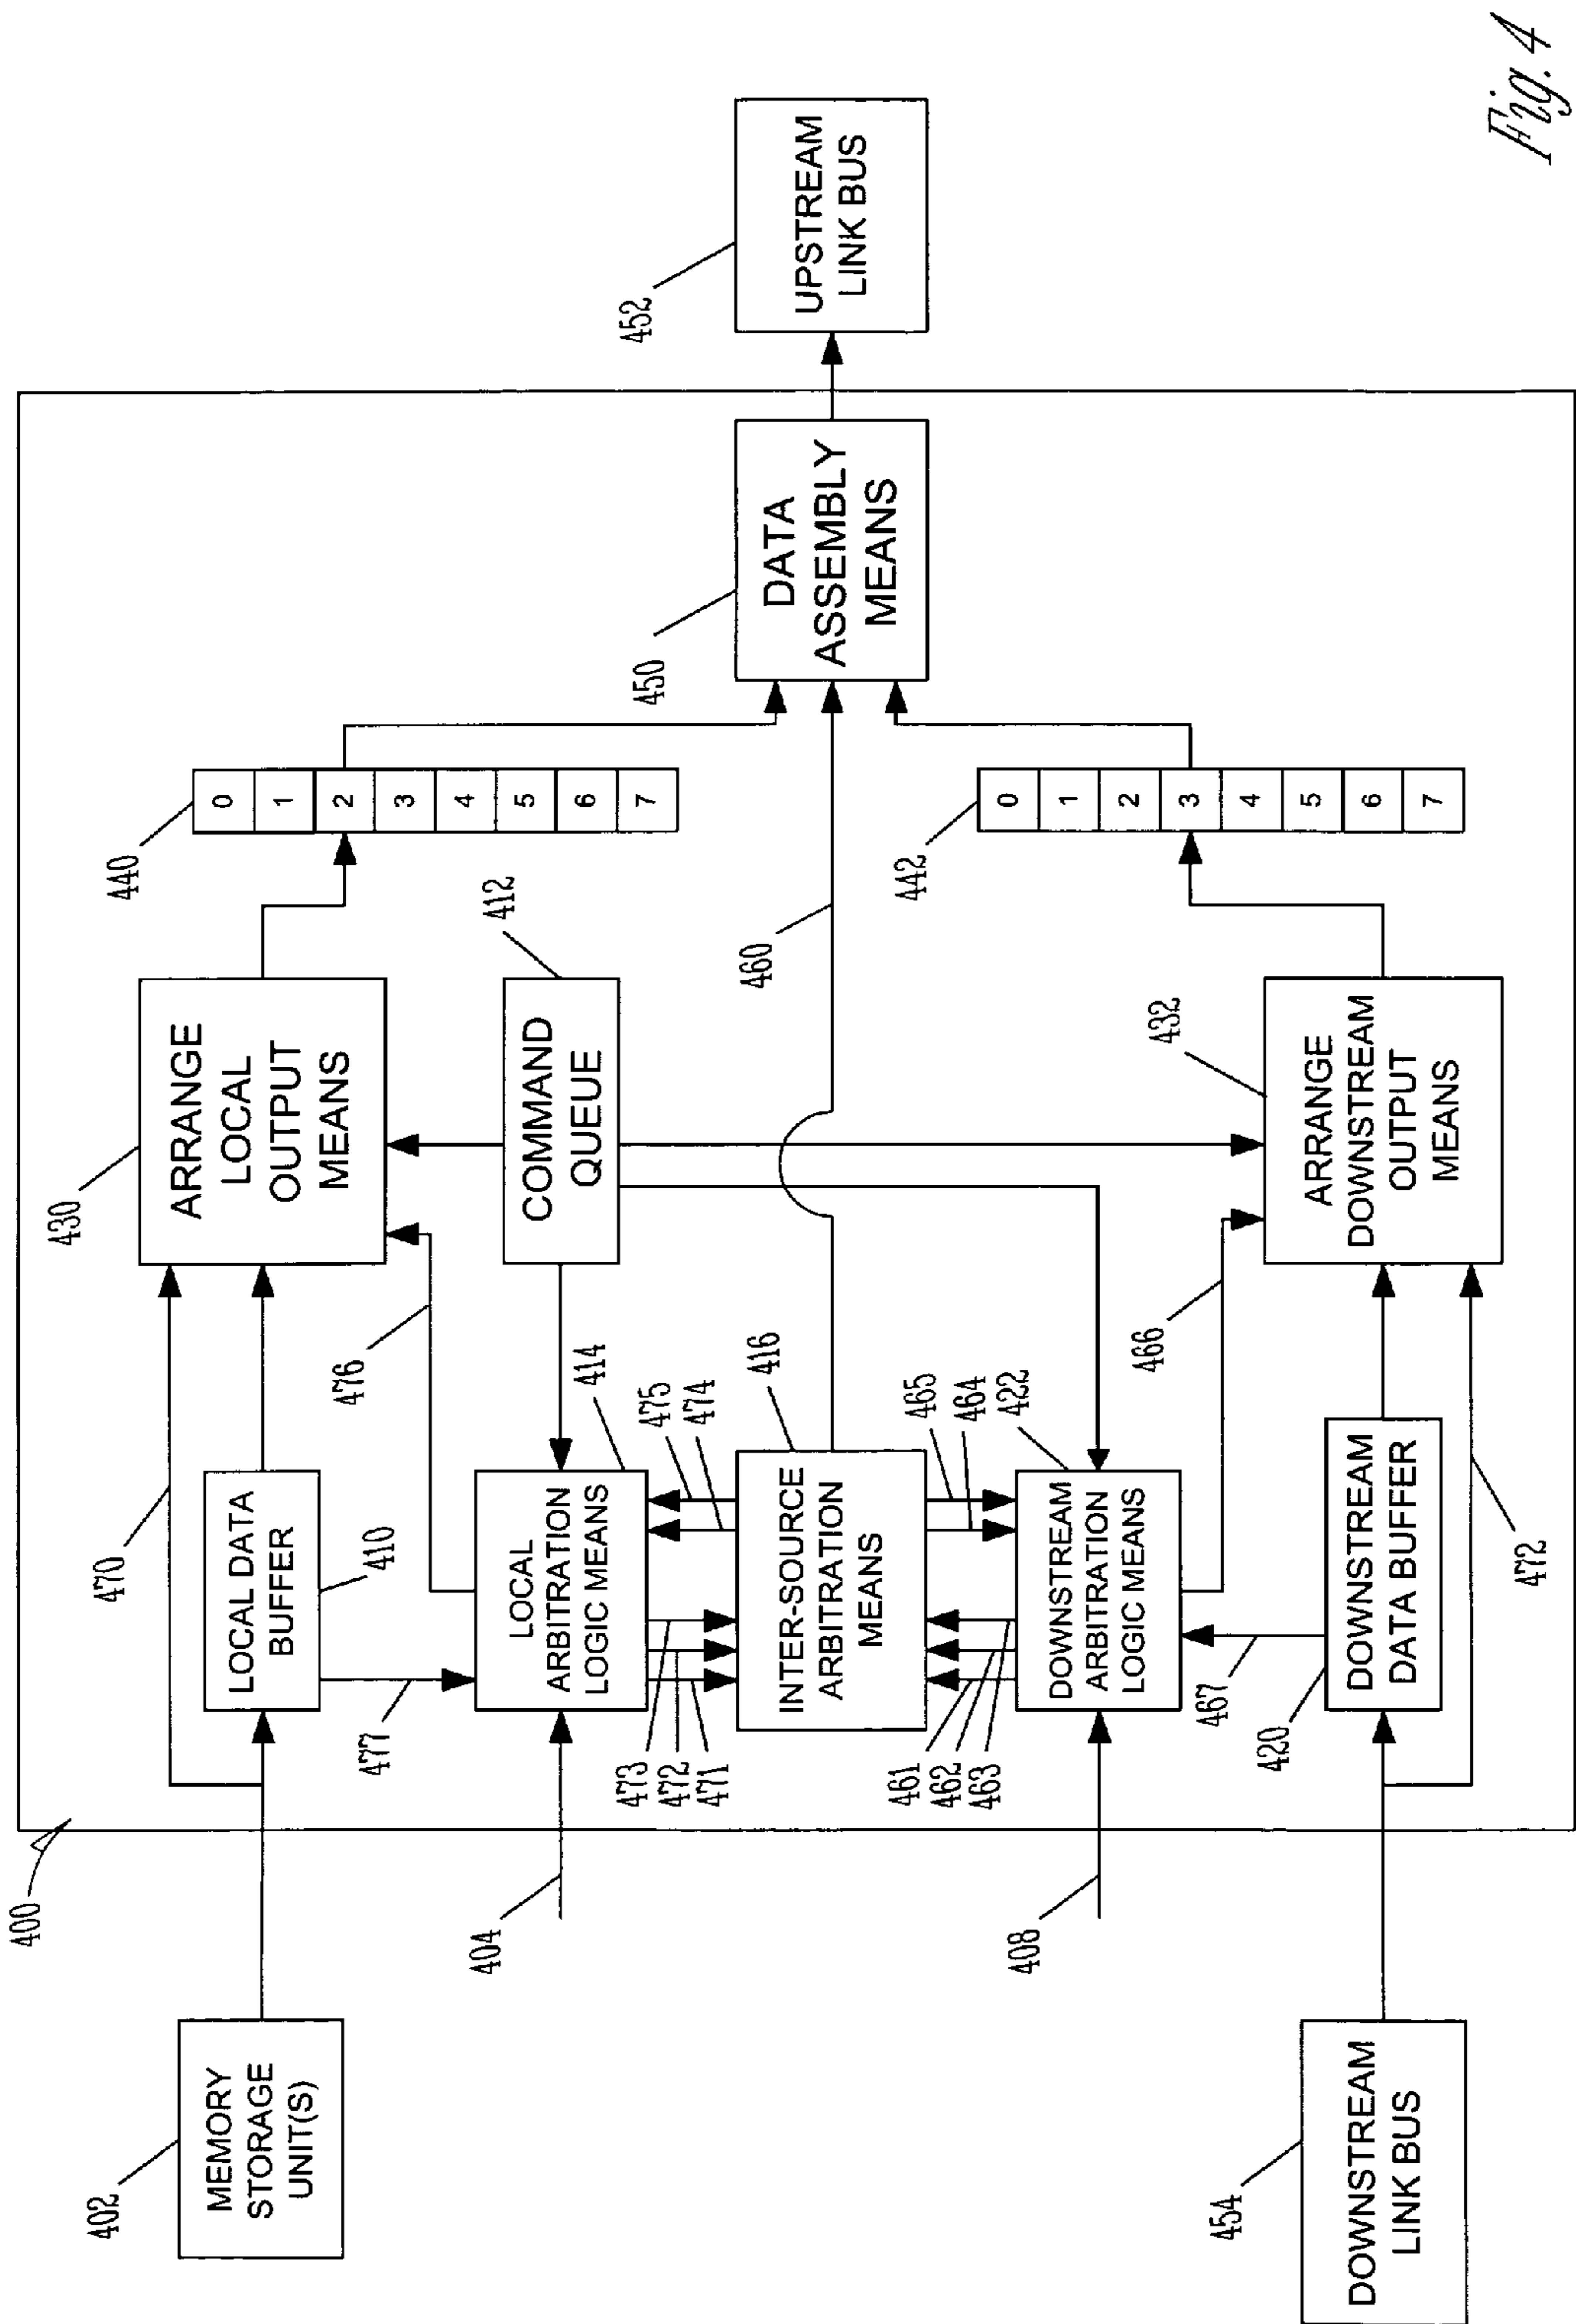 400
402
MEMORY
STORAGE
UNIT(S)
404
408
454
DOWNSTREAM
LINK BUS
470
LOCAL DATA
BUFFER
410
477
476
430
ARRANGE
LOCAL
OUTPUT
MEANS
412
COMMAND
QUEUE
414
LOCAL
ARBITRATION
LOGIC MEANS
475
474
473
472
471
416
INTER-SOURCE
ARBITRATION
MEANS
465
464
422
461
462
463
DOWNSTREAM
ARBITRATION
LOGIC MEANS
467
466
420
DOWNSTREAM
DATA BUFFER
472
432
ARRANGE
DOWNSTREAM
OUTPUT
MEANS
440
0
1
2
3
4
5
6
7
460
442
0
1
2
3
4
5
6
7
450
DATA
ASSEMBLY
MEANS
452
UPSTREAM
LINK BUS
Fig. 4